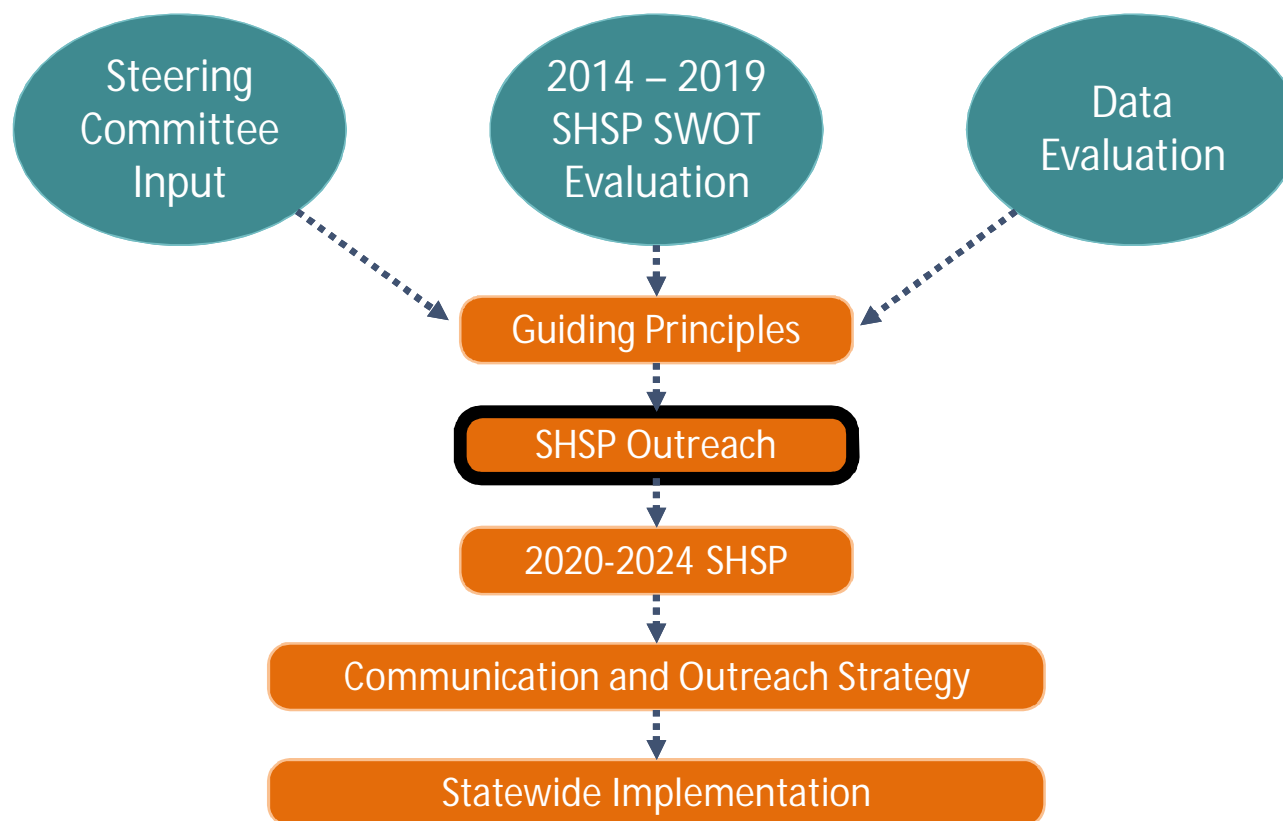 Steering
Committee
Input
2014 – 2019
SHSP SWOT
Evaluation
Data
Evaluation
Guiding Principles
SHSP Outreach
2020-2024 SHSP
Communication and Outreach Strategy
Statewide Implementation